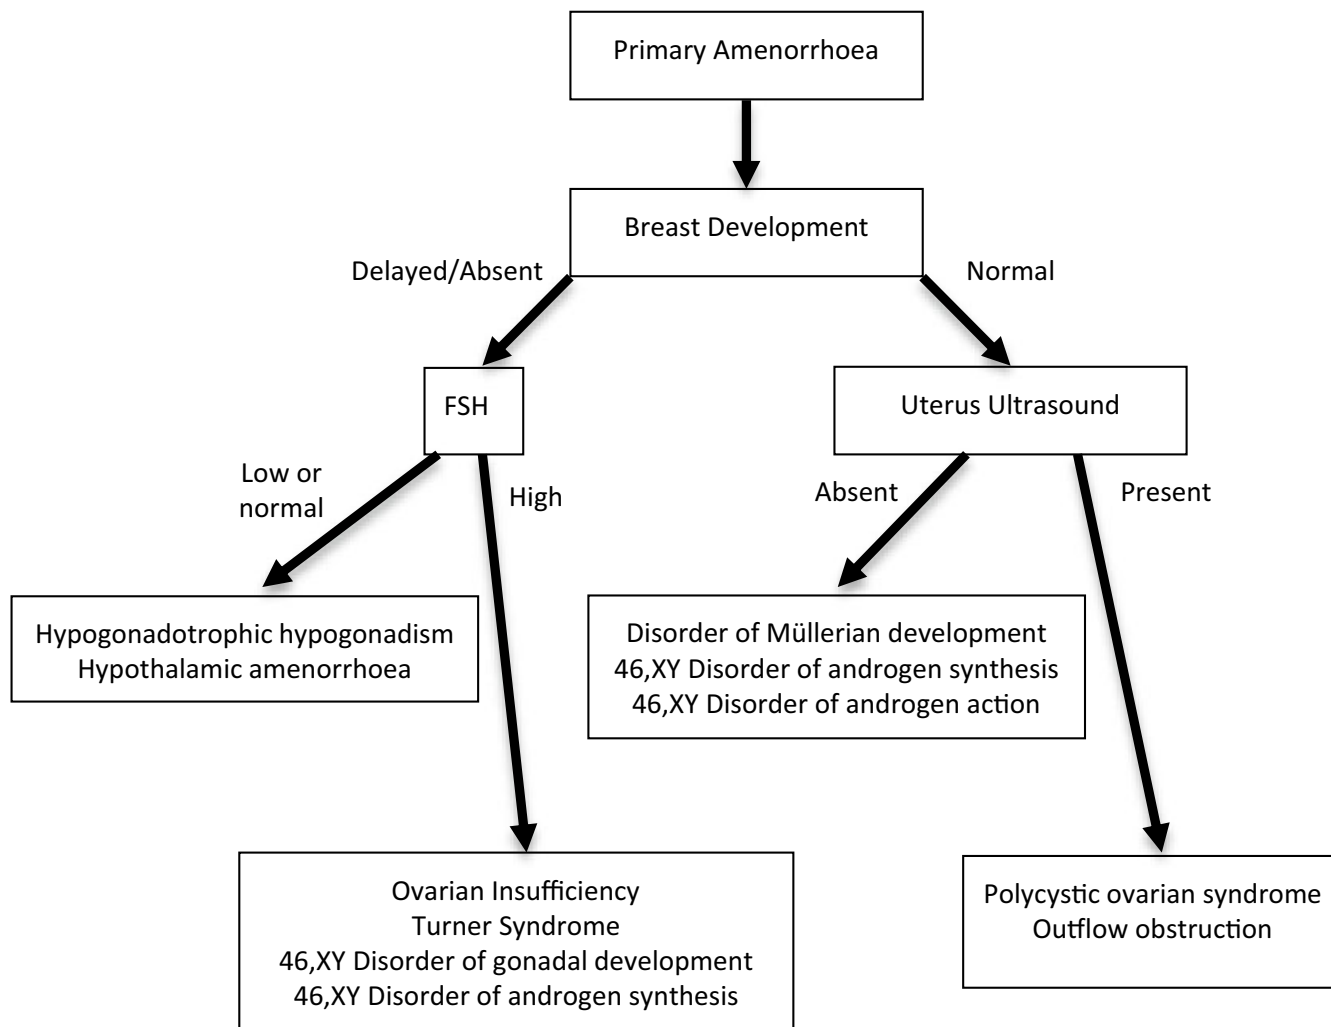 Primary Amenorrhoea
Breast Development
Delayed/Absent
Normal
FSH
Uterus Ultrasound
Low or
normal
High
Absent
Present
Hypogonadotrophic hypogonadism
Hypothalamic amenorrhoea
Disorder of Müllerian development
46,XY Disorder of androgen synthesis
46,XY Disorder of androgen action
Ovarian Insufficiency
Turner Syndrome
46,XY Disorder of gonadal development
46,XY Disorder of androgen synthesis
Polycystic ovarian syndrome
Outflow obstruction